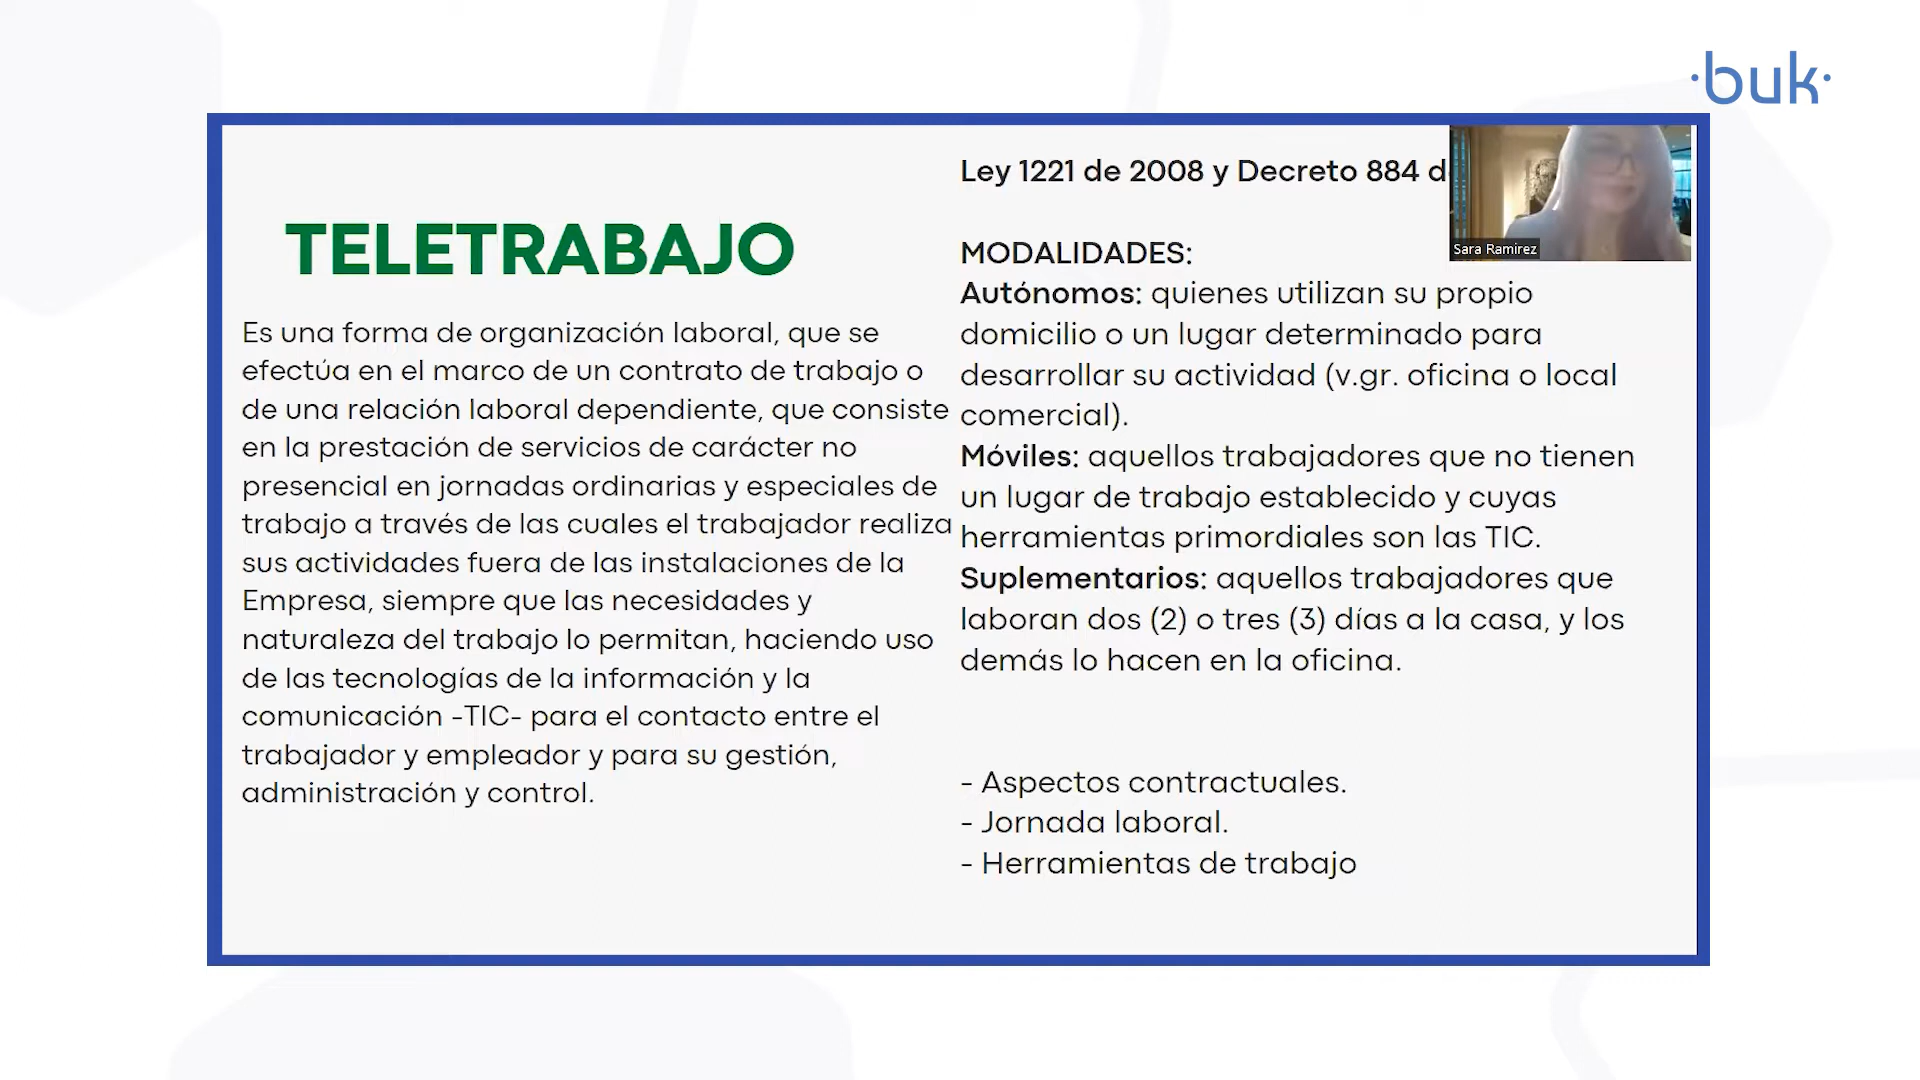 ·buk·
TELETRABAJO
Es una forma de organización laboral, que se
efectúa en el marco de un contrato de trabajo o
de una relación laboral dependiente, que consiste
en la prestación de servicios de carácter no
presencial en jornadas ordinarias y especiales de
trabajo a través de las cuales el trabajador realiza
sus actividades fuera de las instalaciones de la
Empresa, siempre que las necesidades y
naturaleza del trabajo lo permitan, haciendo uso
de las tecnologías de la información y la
comunicación -TIC- para el contacto entre el
trabajador y empleador y para su gestión,
administración y control.
Ley 1221 de 2008 y Decreto 884
MODALIDADES:
Autónomos: quienes utilizan su propio
domicilio o un lugar determinado para
desarrollar su actividad (v.gr. oficina o local
comercial).
Móviles: aquellos trabajadores que no tienen
un lugar de trabajo establecido y cuyas
herramientas primordiales son las TIC.
Suplementarios: aquellos trabajadores que
laboran dos (2) o tres (3) días a la casa, y los
demás lo hacen en la oficina.
- Aspectos contractuales.
- Jornada laboral.
- Herramientas de trabajo
Sara Ramirez